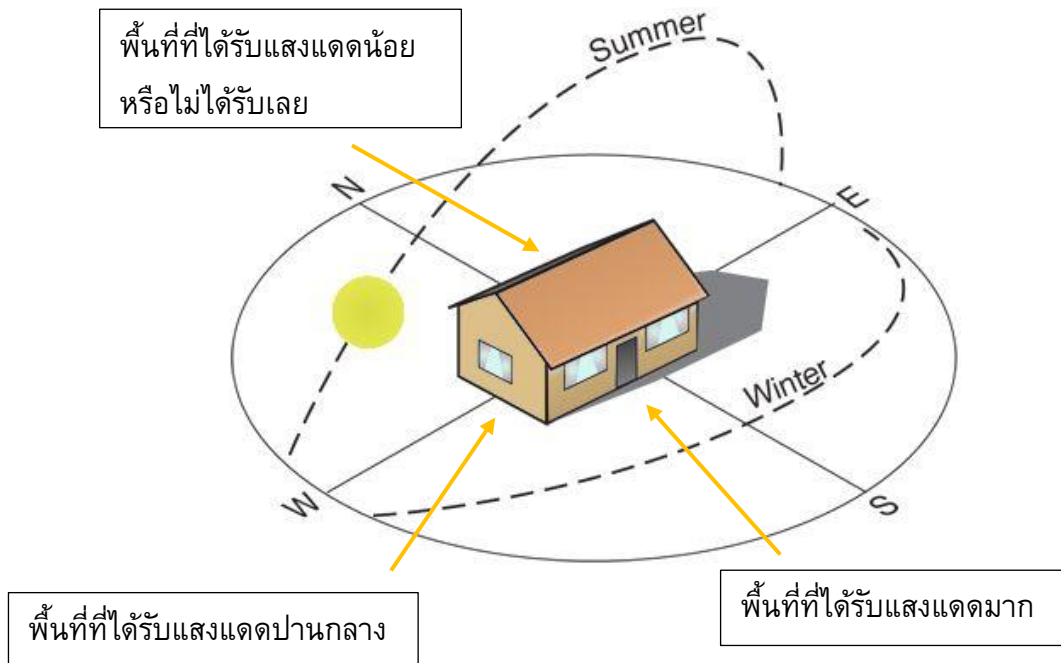 พื้นที่ที่ได้รับแสงแดดน้อย
หรือไม่ได้รับเลย
Summer
N
E
Winter
W
S
พื้นที่ที่ได้รับแสงแดดปานกลาง
พื้นที่ที่ได้รับแสงแดดมาก